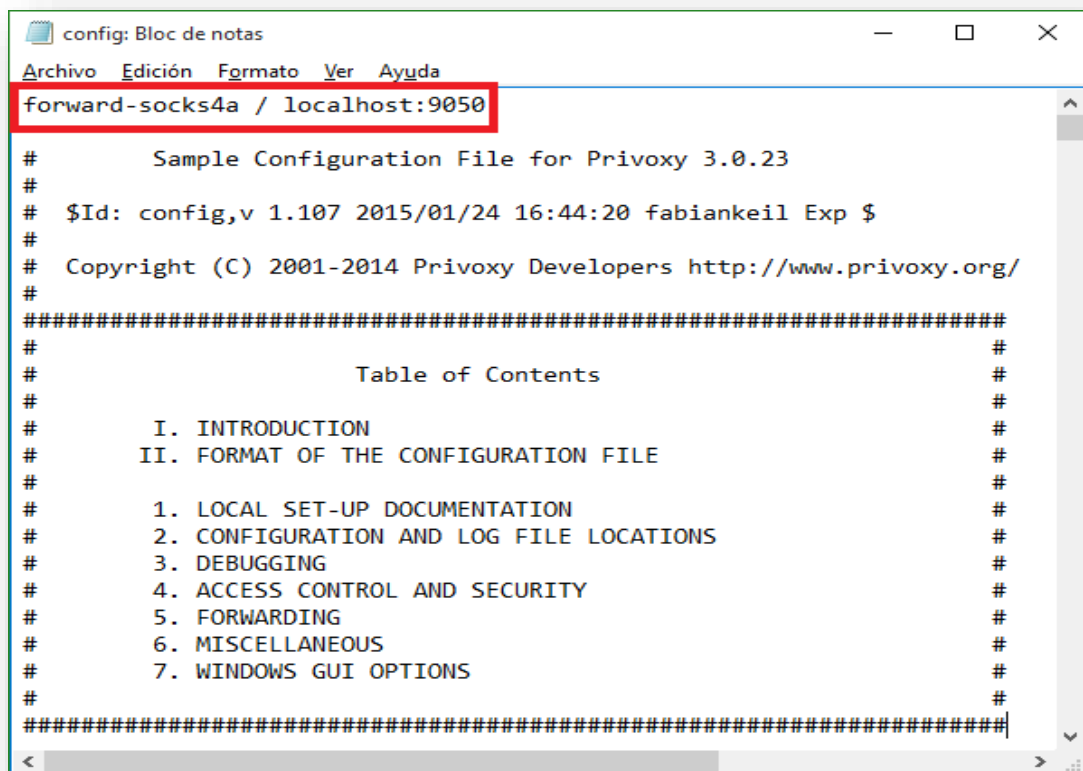 config: Bloc de notas
Archivo Edición Formato Ver Ayuda
forward-socks4a / localhost:9050
#        Sample Configuration File for Privoxy 3.0.23
#
#  $Id: config,v 1.107 2015/01/24 16:44:20 fabiankeil Exp $
#
#  Copyright (C) 2001-2014 Privoxy Developers http://www.privoxy.org/
#
####################################################################
#                                                                  #
#                      Table of Contents                           #
#                                                                  #
#        I. INTRODUCTION                                           #
#       II. FORMAT OF THE CONFIGURATION FILE                       #
#                                                                  #
#        1. LOCAL SET-UP DOCUMENTATION                             #
#        2. CONFIGURATION AND LOG FILE LOCATIONS                   #
#        3. DEBUGGING                                              #
#        4. ACCESS CONTROL AND SECURITY                            #
#        5. FORWARDING                                             #
#        6. MISCELLANEOUS                                          #
#        7. WINDOWS GUI OPTIONS                                    #
#                                                                  #
####################################################################